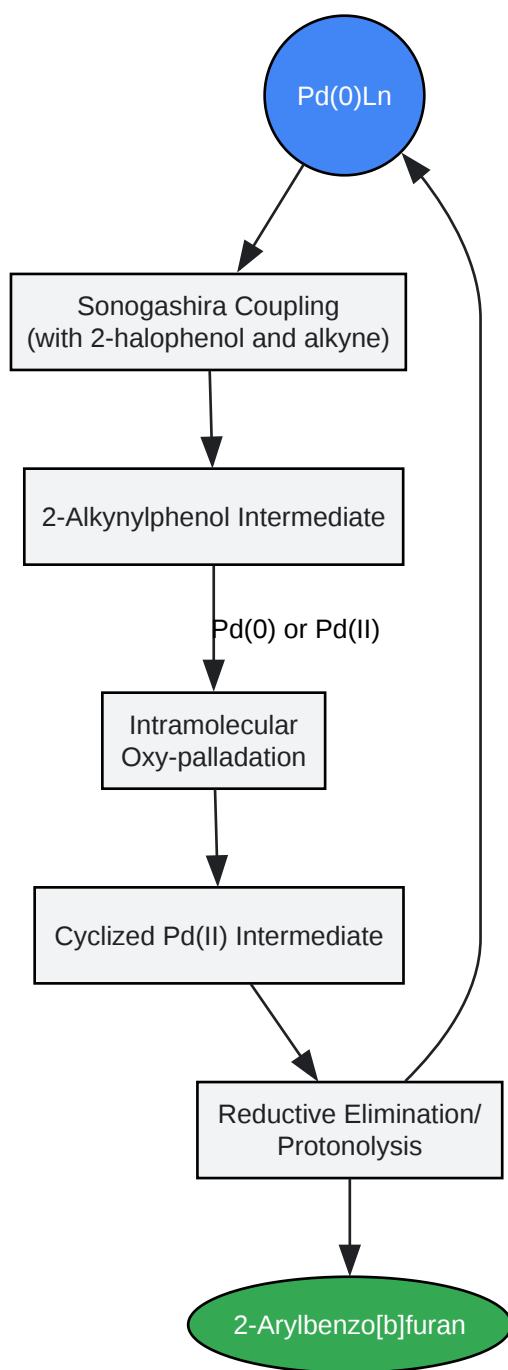 Pd(0)Ln
Sonogashira Coupling
(with 2-halophenol and alkyne)
2-Alkynylphenol Intermediate
Pd(0) or Pd(II)
Intramolecular
Oxy-palladation
Cyclized Pd(II) Intermediate
Reductive Elimination/
Protonolysis
2-Arylbenzo[b]furan